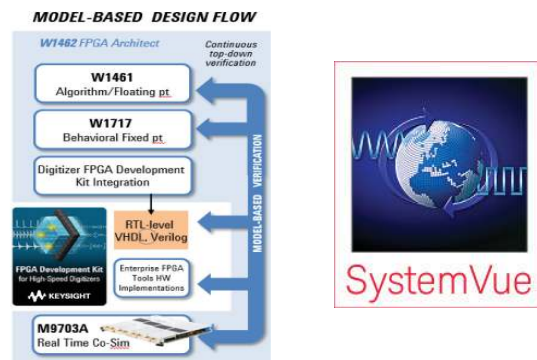 MODEL-BASED DESIGN FLOW
W1462 FPGA Architect
Continuous
top-down
verification
W1461
Algorithm/Floating pt
W1717
Behavioral Fixed pt
Digitizer FPGA Development
Kit Integration
MODEL-BASED VERIFICATION
RTL-level
VHDL, Verilog
FPGA Development Kit
for High-Speed Digitizers
KEYSIGHT
Enterprise FPGA
Tools HW
Implementations
M9703A
Real Time Co-Sim
SystemVue